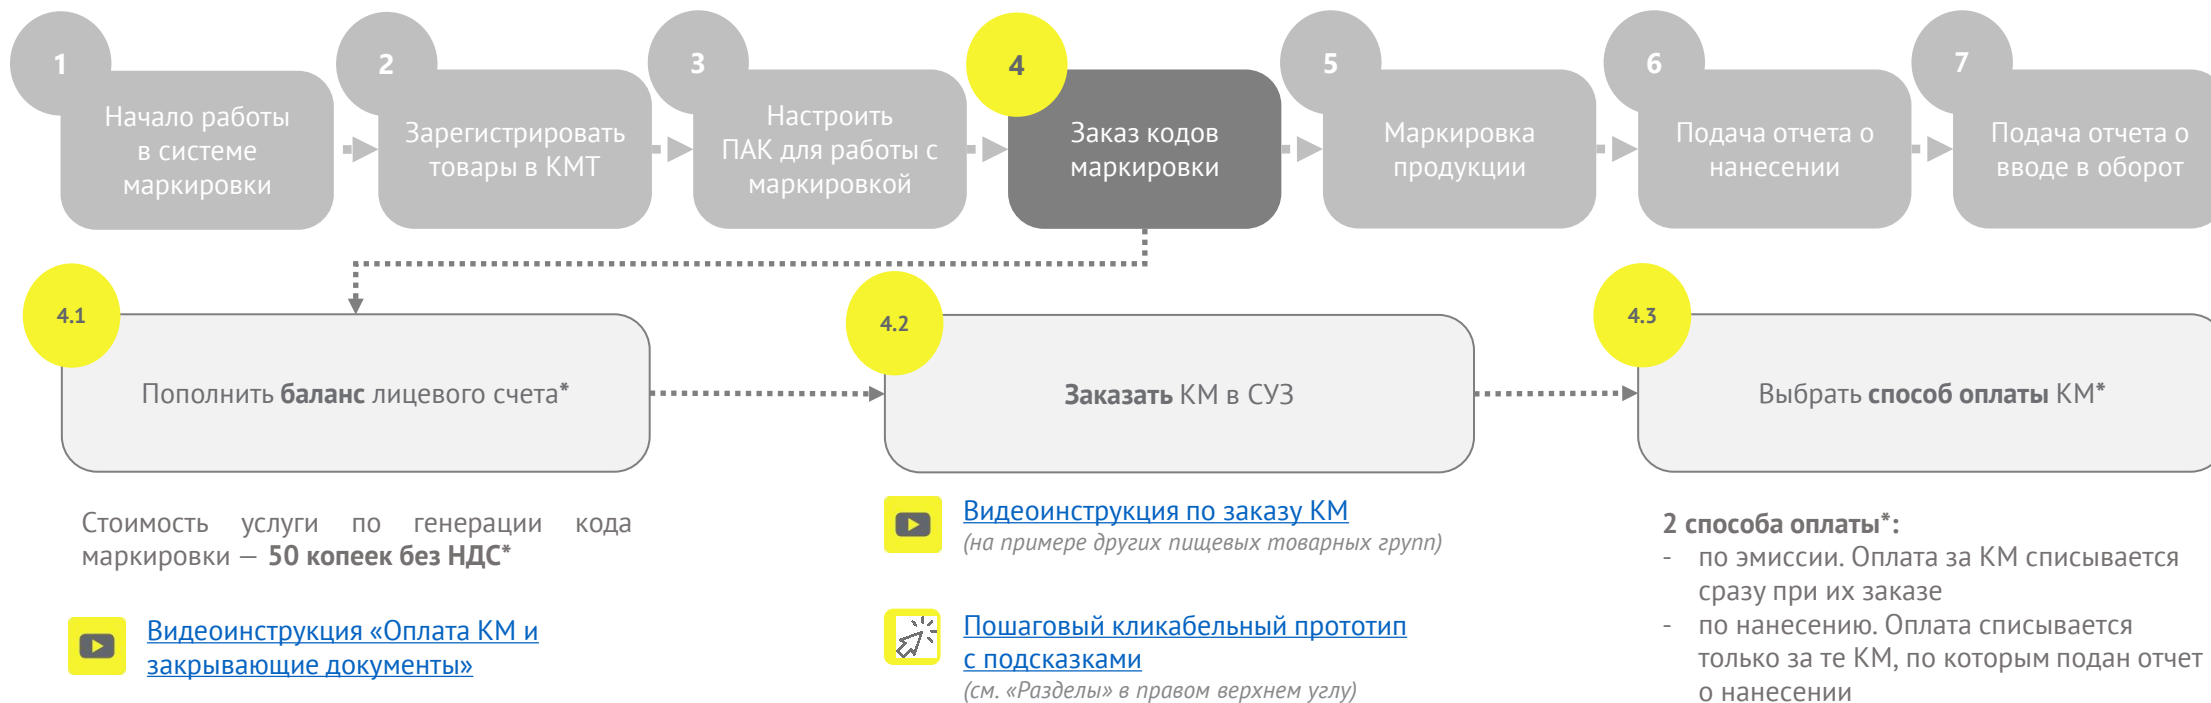 1
Начало работы
в системе
маркировки
2
Зарегистрировать
товары в КМТ
3
Настроить
ПАК для работы с
маркировкой
4
Заказ кодов
маркировки
5
Маркировка
продукции
6
Подача отчета о
нанесении
7
Подача отчета о
вводе в оборот
4.1
Пополнить баланс лицевого счета*
4.2
Заказать КМ в СУЗ
4.3
Выбрать способ оплаты КМ*
Стоимость услуги по генерации кода
маркировки — 50 копеек без НДС*
Видеоинструкция «Оплата КМ и
закрывающие документы»
Видеоинструкция по заказу КМ
(на примере других пищевых товарных групп)
Пошаговый кликабельный прототип
с подсказками
(см. «Разделы» в правом верхнем углу)
2 способа оплаты*:
- по эмиссии. Оплата за КМ списывается
сразу при их заказе
- по нанесению. Оплата списывается
только за те КМ, по которым подан отчет
о нанесении